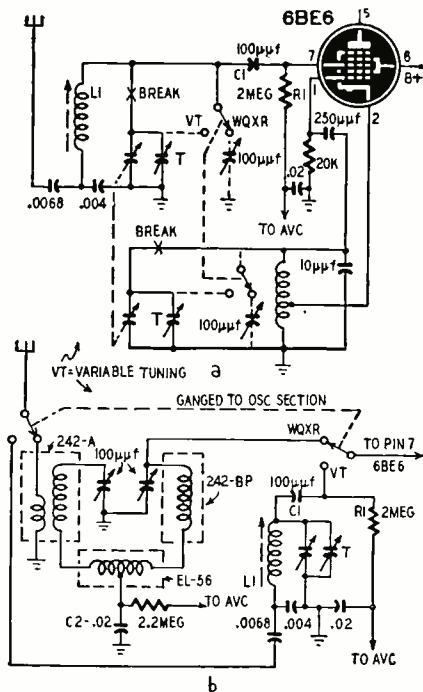 6BE6
5
100μμf
C1
7
6
B+
L1
BREAK
2MEG
R1
1
2
VT
WQXR
250μμf
T
100μμf
.02
20K
.0068
.004
TO AVC
BREAK
10μμf
T
100μμf
a
VT=VARIABLE TUNING
GANGED TO OSC SECTION
242-A
WQXR
TO PIN 7
6BE6
100μμf
VT
242-BP
100μμf
C1
R1
2MEG
L1
T
EL-56
TO AVC
C2-.02
2.2MEG
.0068
.004
.02
TO AVC
b